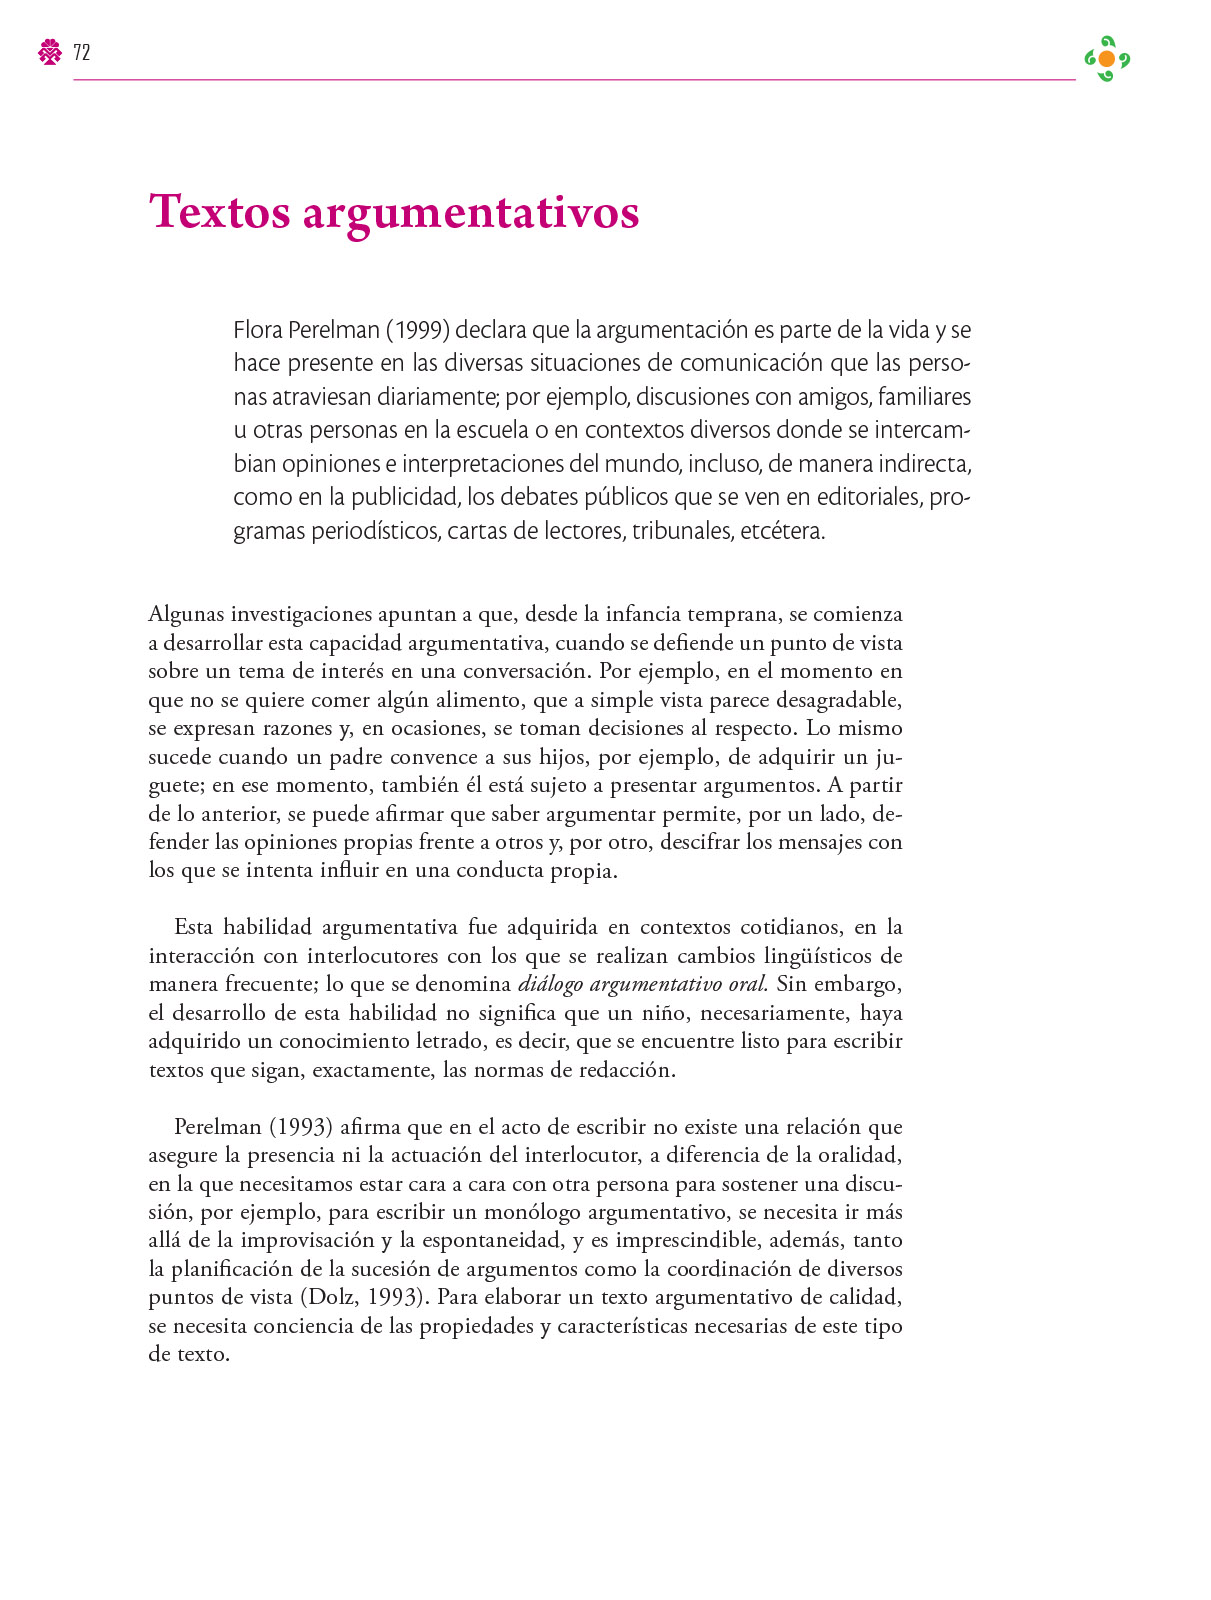 72
Textos argumentativos
Flora Perelman (1999) declara que la argumentación es parte de la vida y se
hace presente en las diversas situaciones de comunicación que las perso-
nas atraviesan diariamente; por ejemplo, discusiones con amigos, familiares
u otras personas en la escuela o en contextos diversos donde se intercam-
bian opiniones e interpretaciones del mundo, incluso, de manera indirecta,
como en la publicidad, los debates públicos que se ven en editoriales, pro-
gramas periodísticos, cartas de lectores, tribunales, etcétera.
Algunas investigaciones apuntan a que, desde la infancia temprana, se comienza
a desarrollar esta capacidad argumentativa, cuando se defiende un punto de vista
sobre un tema de interés en una conversación. Por ejemplo, en el momento en
que no se quiere comer algún alimento, que a simple vista parece desagradable,
se expresan razones y, en ocasiones, se toman decisiones al respecto. Lo mismo
sucede cuando un padre convence a sus hijos, por ejemplo, de adquirir un ju-
guete; en ese momento, también él está sujeto a presentar argumentos. A partir
de lo anterior, se puede afirmar que saber argumentar permite, por un lado, de-
fender las opiniones propias frente a otros y, por otro, descifrar los mensajes con
los que se intenta influir en una conducta propia.
Esta habilidad argumentativa fue adquirida en contextos cotidianos, en la
interacción con interlocutores con los que se realizan cambios lingüísticos de
manera frecuente; lo que se denomina diálogo argumentativo oral. Sin embargo,
el desarrollo de esta habilidad no significa que un niño, necesariamente, haya
adquirido un conocimiento letrado, es decir, que se encuentre listo para escribir
textos que sigan, exactamente, las normas de redacción.
Perelman (1993) afirma que en el acto de escribir no existe una relación que
asegure la presencia ni la actuación del interlocutor, a diferencia de la oralidad,
en la que necesitamos estar cara a cara con otra persona para sostener una discu-
sión, por ejemplo, para escribir un monólogo argumentativo, se necesita ir más
allá de la improvisación y la espontaneidad, y es imprescindible, además, tanto
la planificación de la sucesión de argumentos como la coordinación de diversos
puntos de vista (Dolz, 1993). Para elaborar un texto argumentativo de calidad,
se necesita conciencia de las propiedades y características necesarias de este tipo
de texto.